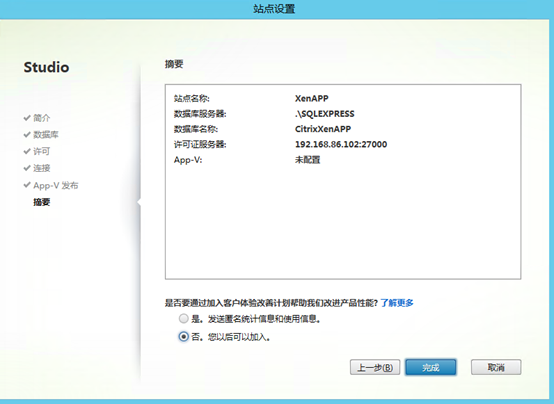 站点设置
Studio
简介
数据库
许可
连接
App-V 发布
摘要
摘要
站点名称: XenAPP
数据库服务器: .\SQLEXPRESS
数据库名称: CitrixXenAPP
许可证服务器: 192.168.86.102:27000
App-V: 未配置
是否要通过加入客户体验改善计划帮助我们改进产品性能? 了解更多
是。发送匿名统计信息和使用信息。
否。您以后可以加入。
上一步(B) 完成 取消